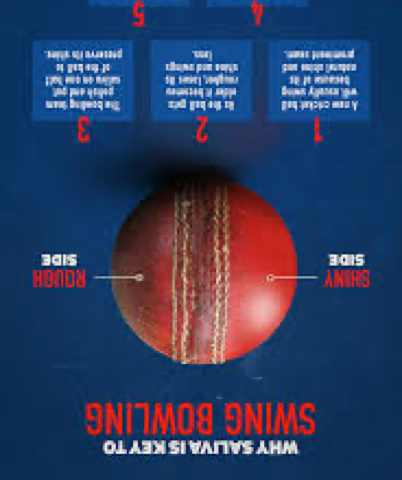 WHY SALIVA IS KEY TO
SWING BOWLING
SHINY
SIDE
ROUGH
SIDE
1
A new cricket ball
will usually swing
because of its
natural shine and
prominent seam.
2
As the ball gets
older it becomes
rougher, loses its
shine and swings
less.
3
The bowling team
polish and put
saliva on one half
of the ball to
preserve its shine.
4
5